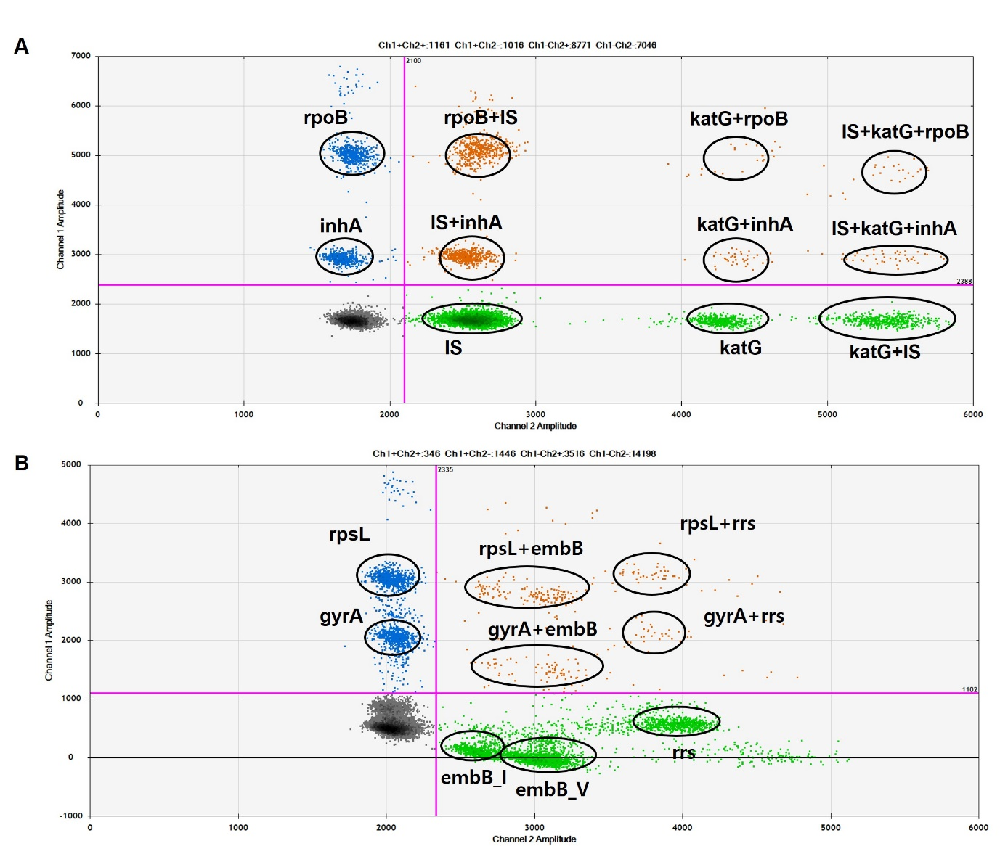 A
Ch1+Ch2+:1161 Ch1+Ch2-:1016 Ch1-Ch2+:8771 Ch1-Ch2-:7046
7000
2100
6000
rpoB
rpoB+IS
katG+rpoB
IS+katG+rpoB
5000
4000
inhA
IS+inhA
katG+inhA
IS+katG+inhA
3000
2388
2000
IS
katG
katG+IS
1000
0
Channel 1 Amplitude
0 1000 2000 3000 4000 5000 6000
Channel 2 Amplitude
B
Ch1+Ch2+:346 Ch1+Ch2-:1446 Ch1-Ch2+:3516 Ch1-Ch2-:14198
5000
2335
4000
rpsL
rpsL+embB
rpsL+rrs
3000
gyrA
gyrA+embB
gyrA+rrs
2000
1102
1000
rrs
0
embB_I
embB_V
-1000
Channel 1 Amplitude
0 1000 2000 3000 4000 5000 6000
Channel 2 Amplitude